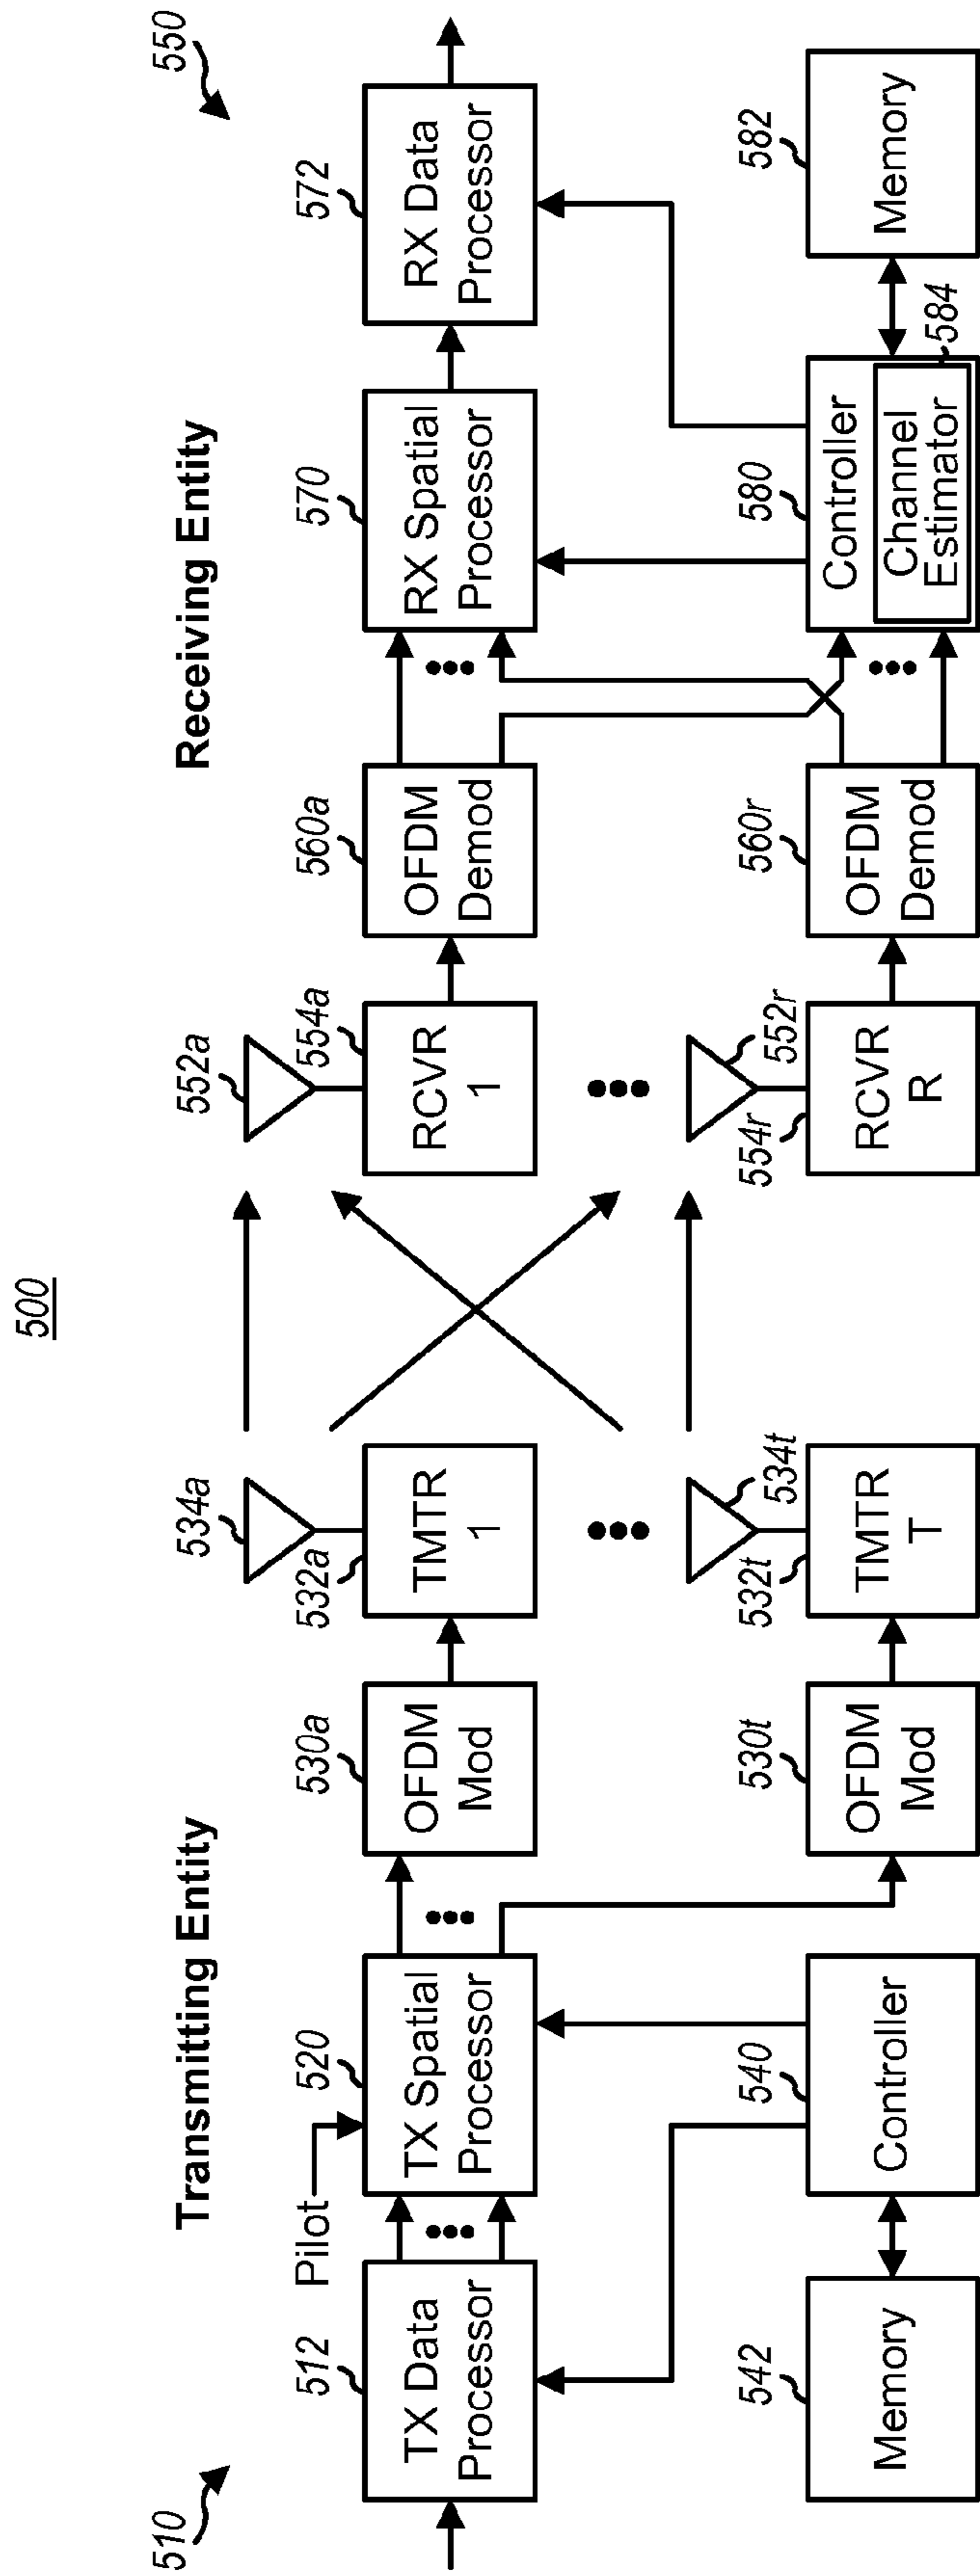 500
510
Transmitting Entity
Receiving Entity
550
512
TX Data
Processor
Pilot
520
TX Spatial
Processor
530a
OFDM
Mod
532a
534a
TMTR
1
552a
554a
RCVR
1
560a
OFDM
Demod
570
RX Spatial
Processor
572
RX Data
Processor
542
Memory
540
Controller
530t
OFDM
Mod
532t
534t
TMTR
T
554r
552r
RCVR
R
560r
OFDM
Demod
580
Controller
Channel
Estimator
584
582
Memory